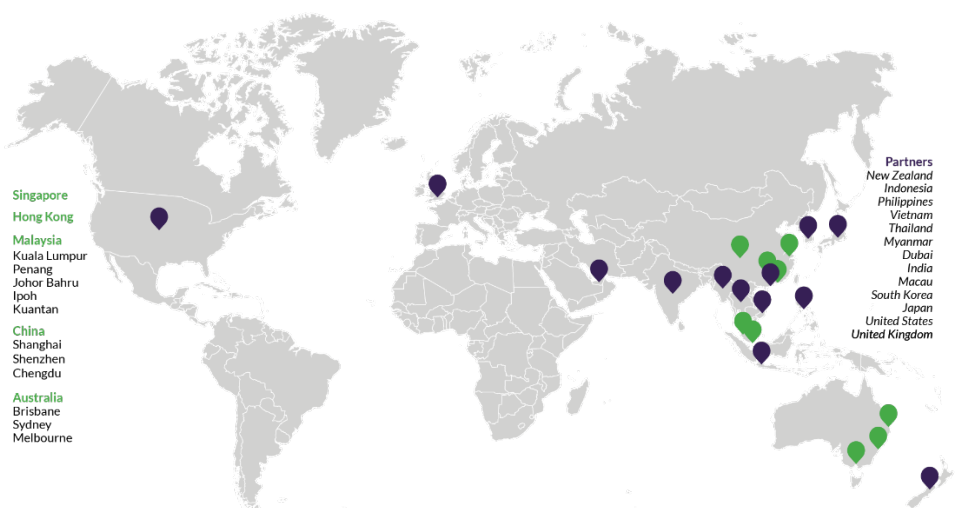 Singapore
Hong Kong
Malaysia
Kuala Lumpur
Penang
Johor Bahru
Ipoh
Kuantan
China
Shanghai
Shenzhen
Chengdu
Australia
Brisbane
Sydney
Melbourne
Partners
New Zealand
Indonesia
Philippines
Vietnam
Thailand
Myanmar
Dubai
India
Macau
South Korea
Japan
United States
United Kingdom